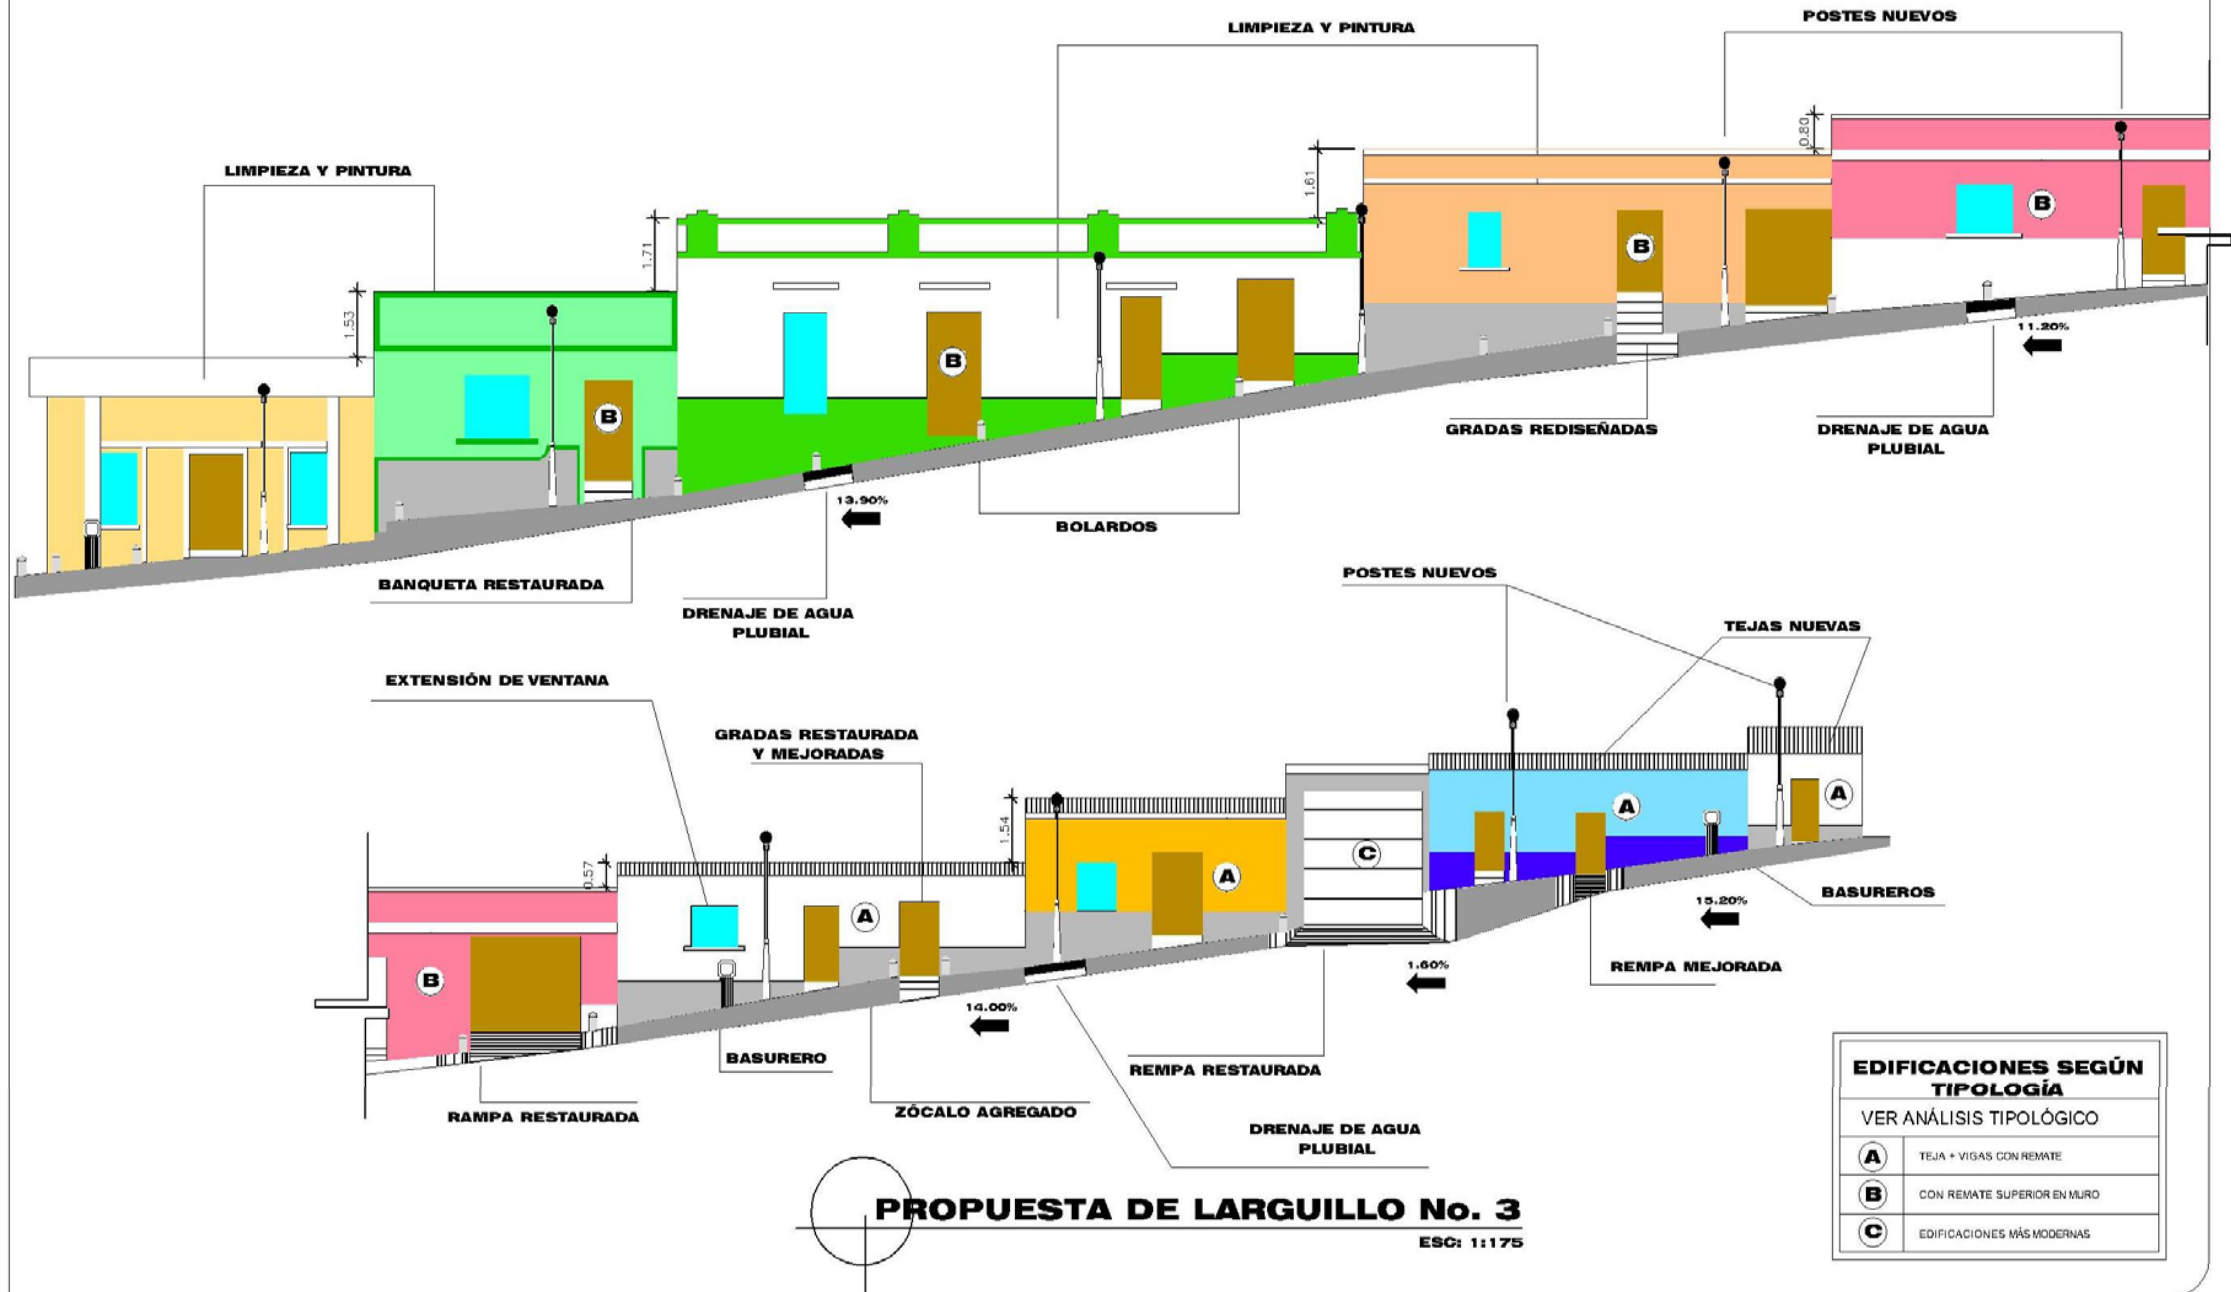 LIMPIEZA Y PINTURA
POSTES NUEVOS
LIMPIEZA Y PINTURA
0.80
1.61
1.71
1.53
B
B
B
B
11.20%
GRADAS REDISEÑADAS
DRENAJE DE AGUA
PLUBIAL
13.90%
BOLARDOS
BANQUETA RESTAURADA
DRENAJE DE AGUA
PLUBIAL
POSTES NUEVOS
TEJAS NUEVAS
EXTENSIÓN DE VENTANA
GRADAS RESTAURADA
Y MEJORADAS
A
A
1.54
C
0.57
A
A
B
BASUREROS
15.20%
REMPA MEJORADA
1.60%
14.00%
BASURERO
REMPA RESTAURADA
RAMPA RESTAURADA
ZÓCALO AGREGADO
DRENAJE DE AGUA
PLUBIAL
PROPUESTA DE LARGUILLO No. 3
ESC: 1:175
EDIFICACIONES SEGÚN
TIPOLOGÍA
VER ANÁLISIS TIPOLÓGICO
A TEJA + VIGAS CON REMATE
B CON REMATE SUPERIOR EN MURO
C EDIFICACIONES MÁS MODERNAS